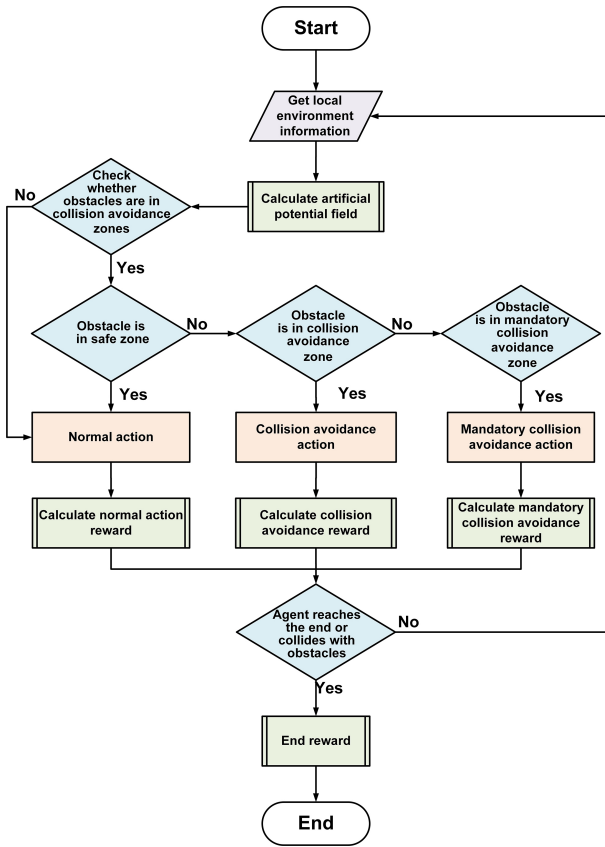 Start
Get local
environment
information
Calculate artificial
potential field
Check
whether
obstacles are in
collision avoidance
zones
No
Yes
Obstacle is
in safe zone
No
Obstacle
is in collision
avoidance
zone
No
Obstacle
is in mandatory
collision
avoidance
zone
Yes
Yes
Yes
Normal action
Collision avoidance
action
Mandatory collision
avoidance action
Calculate normal action
reward
Calculate collision
avoidance reward
Calculate mandatory
collision avoidance
reward
Agent reaches
the end or
collides with
obstacles
No
Yes
End reward
End